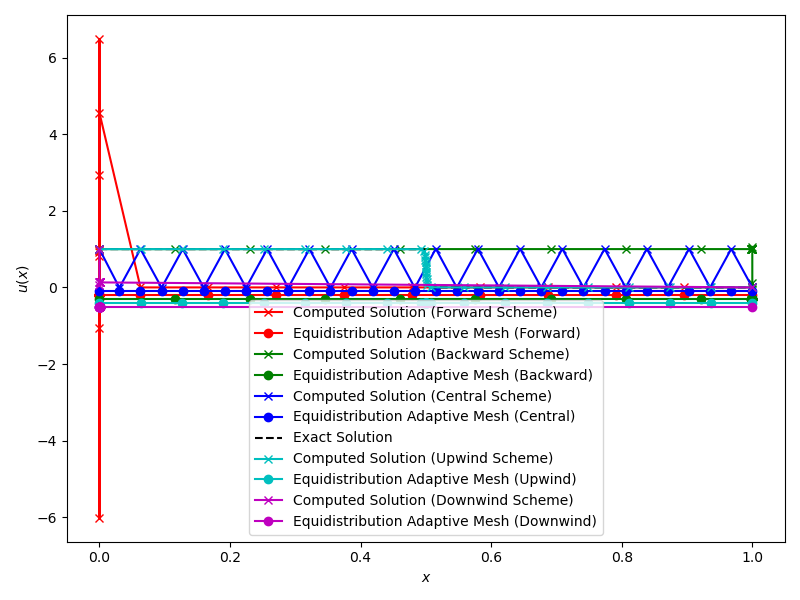 6
4
2
0
−2
−4
−6
u(x)
Computed Solution (Forward Scheme)
Equidistribution Adaptive Mesh (Forward)
Computed Solution (Backward Scheme)
Equidistribution Adaptive Mesh (Backward)
Computed Solution (Central Scheme)
Equidistribution Adaptive Mesh (Central)
Exact Solution
Computed Solution (Upwind Scheme)
Equidistribution Adaptive Mesh (Upwind)
Computed Solution (Downwind Scheme)
Equidistribution Adaptive Mesh (Downwind)
0.0 0.2 0.4 0.6 0.8 1.0
x